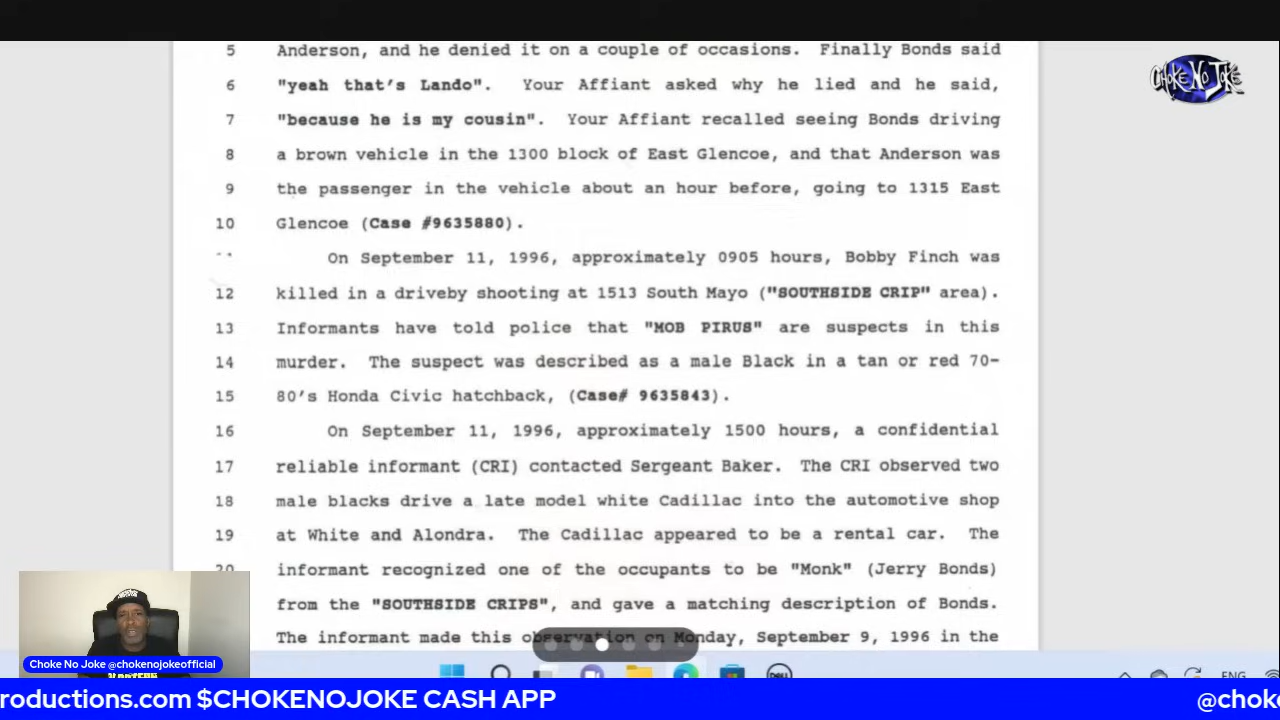 5 Anderson, and he denied it on a couple of occasions. Finally Bonds said
6 "yeah that's Lando". Your Affiant asked why he lied and he said,
7 "because he is my cousin". Your Affiant recalled seeing Bonds driving
8 a brown vehicle in the 1300 block of East Glencoe, and that Anderson was
9 the passenger in the vehicle about an hour before, going to 1315 East
10 Glencoe (Case #9635880).
On September 11, 1996, approximately 0905 hours, Bobby Finch was
12 killed in a driveby shooting at 1513 South Mayo ("SOUTHSIDE CRIP" area).
13 Informants have told police that "MOB PIRUS" are suspects in this
14 murder. The suspect was described as a male Black in a tan or red 70-
15 80's Honda Civic hatchback, (Case# 9635843).
16 On September 11, 1996, approximately 1500 hours, a confidential
17 reliable informant (CRI) contacted Sergeant Baker. The CRI observed two
18 male blacks drive a late model white Cadillac into the automotive shop
19 at White and Alondra. The Cadillac appeared to be a rental car. The
20 informant recognized one of the occupants to be "Monk" (Jerry Bonds)
from the "SOUTHSIDE CRIPS", and gave a matching description of Bonds.
The informant made this observation on Monday, September 9, 1996 in the
CHOKE NO JOKE
Choke No Joke @chokenojokeofficial
DELL
ENG
roductions.com $CHOKENOJOKE CASH APP
@choke